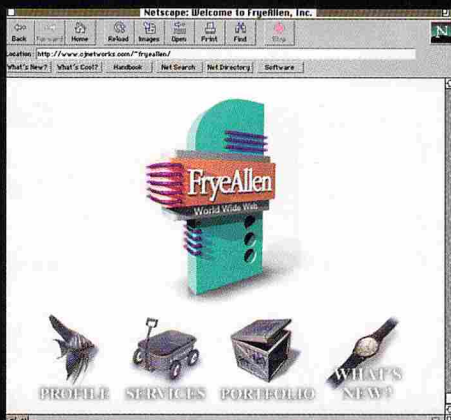 Netscape: Welcome to FryeAllen, Inc.
Back Forward Home Reload Images Open Print Find Stop
N
Location: http://www.cjnetworks.com/~fryeallen/
What's New? What's Cool? Handbook Net Search Net Directory Software
FryeAllen
World Wide Web
PROFILE SERVICES PORTFOLIO WHAT'S
NEW?